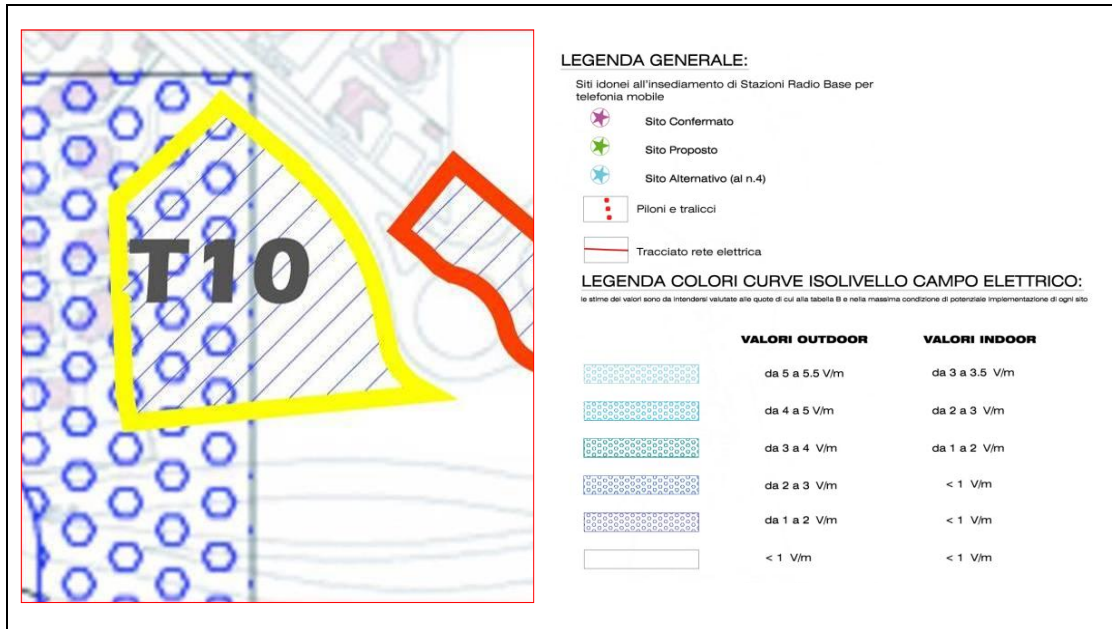 T10
LEGENDA GENERALE:
Siti idonei all'insediamento di Stazioni Radio Base per
telefonia mobile
Sito Confermato
Sito Proposto
Sito Alternativo (al n.4)
Piloni e tralicci
Tracciato rete elettrica
LEGENDA COLORI CURVE ISOLIVELLO CAMPO ELETTRICO:
le stime dei valori sono da intendersi valutate alle quote di cui alla tabella B e nella massima condizione di potenziale implementazione di ogni sito
VALORI OUTDOOR VALORI INDOOR
da 5 a 5.5 V/m da 3 a 3.5 V/m
da 4 a 5 V/m da 2 a 3 V/m
da 3 a 4 V/m da 1 a 2 V/m
da 2 a 3 V/m < 1 V/m
da 1 a 2 V/m < 1 V/m
< 1 V/m < 1 V/m